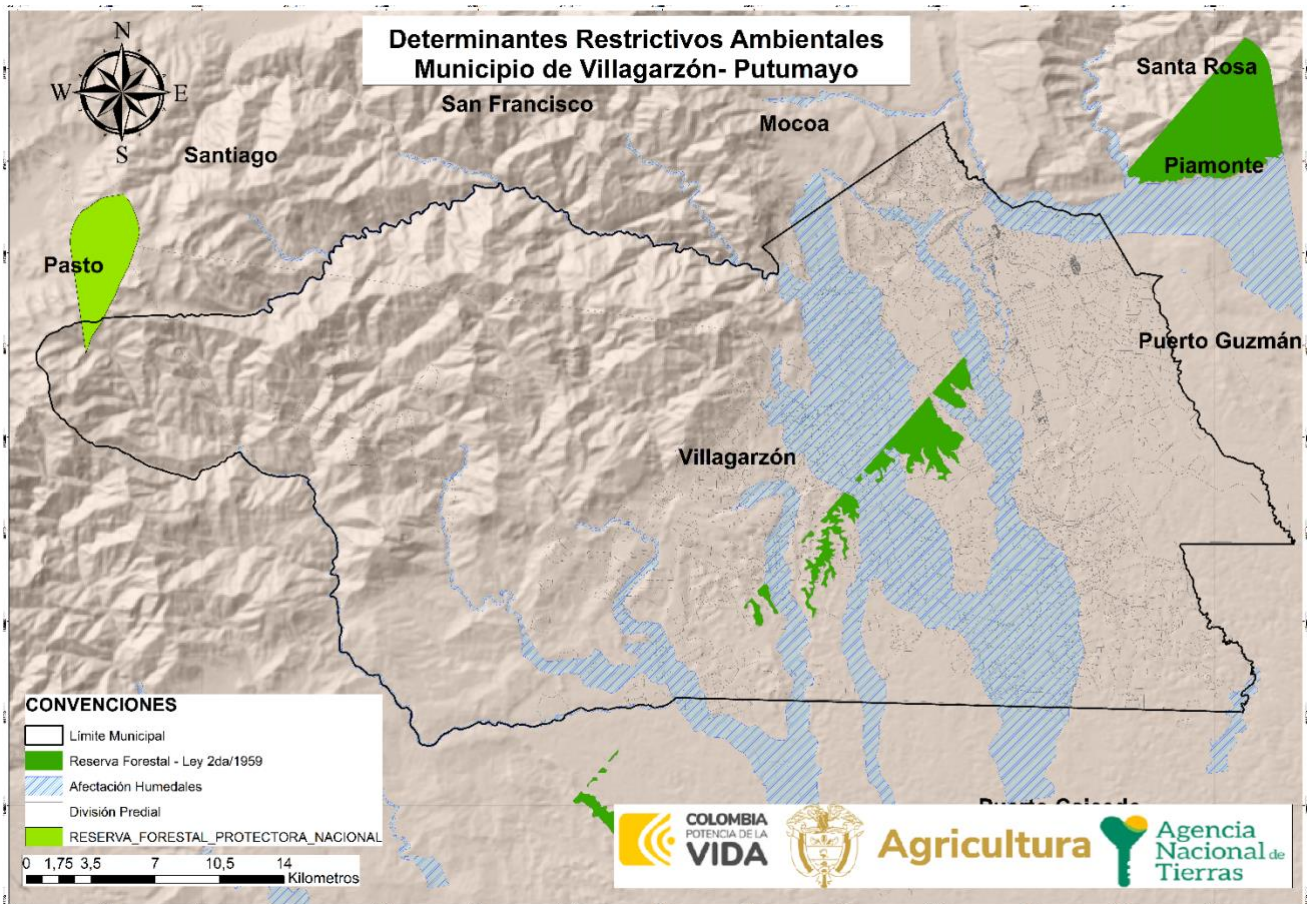 Determinantes Restrictivos Ambientales
Municipio de Villagarzón- Putumayo
N
W
E
S
Santa Rosa
San Francisco
Mocoa
Santiago
Piamonte
Pasto
Puerto Guzmán
Villagarzón
CONVENCIONES
Límite Municipal
Reserva Forestal - Ley 2da/1959
Afectación Humedales
División Predial
RESERVA_FORESTAL_PROTECTORA_NACIONAL
0 1,75 3,5 7 10,5 14
Kilometros
COLOMBIA
POTENCIA DE LA
VIDA
Agricultura
Agencia
Nacional de
Tierras